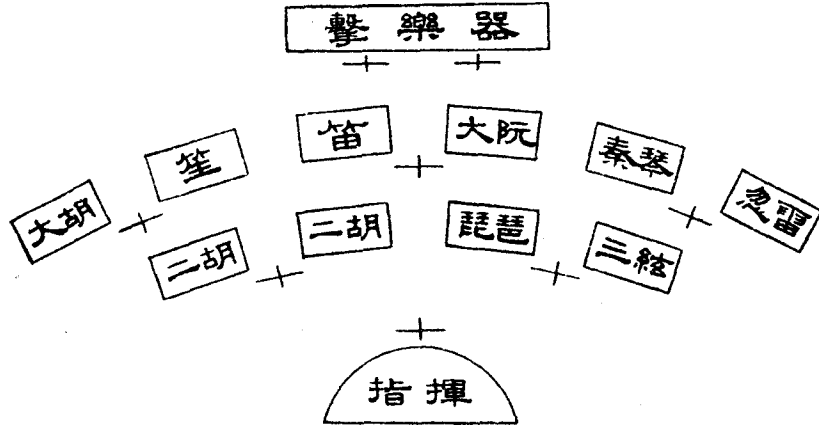 擊樂器
笛
大阮
笙
秦琴
大胡
忽雷
二胡
琵琶
二胡
三絃
指揮